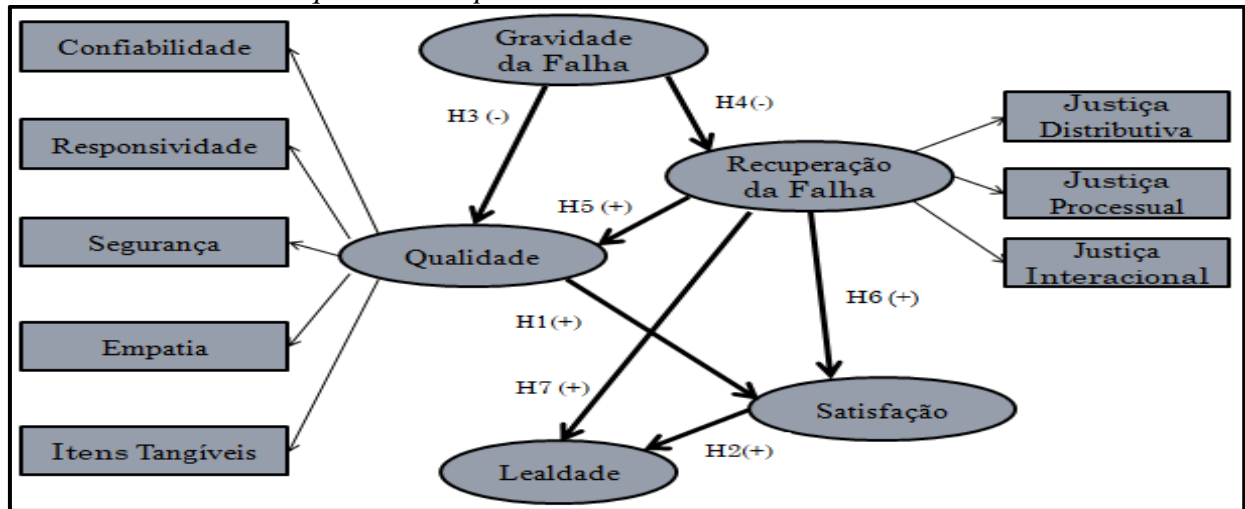 Confiabilidade
Responsividade
Segurança
Empatia
Itens Tangíveis
Gravidade
da Falha
H3 (-)
H4(-)
Recuperação
da Falha
H5 (+)
Qualidade
H1(+)
H6 (+)
H7 (+)
Satisfação
H2(+)
Lealdade
Justiça
Distributiva
Justiça
Processual
Justiça
Interacional